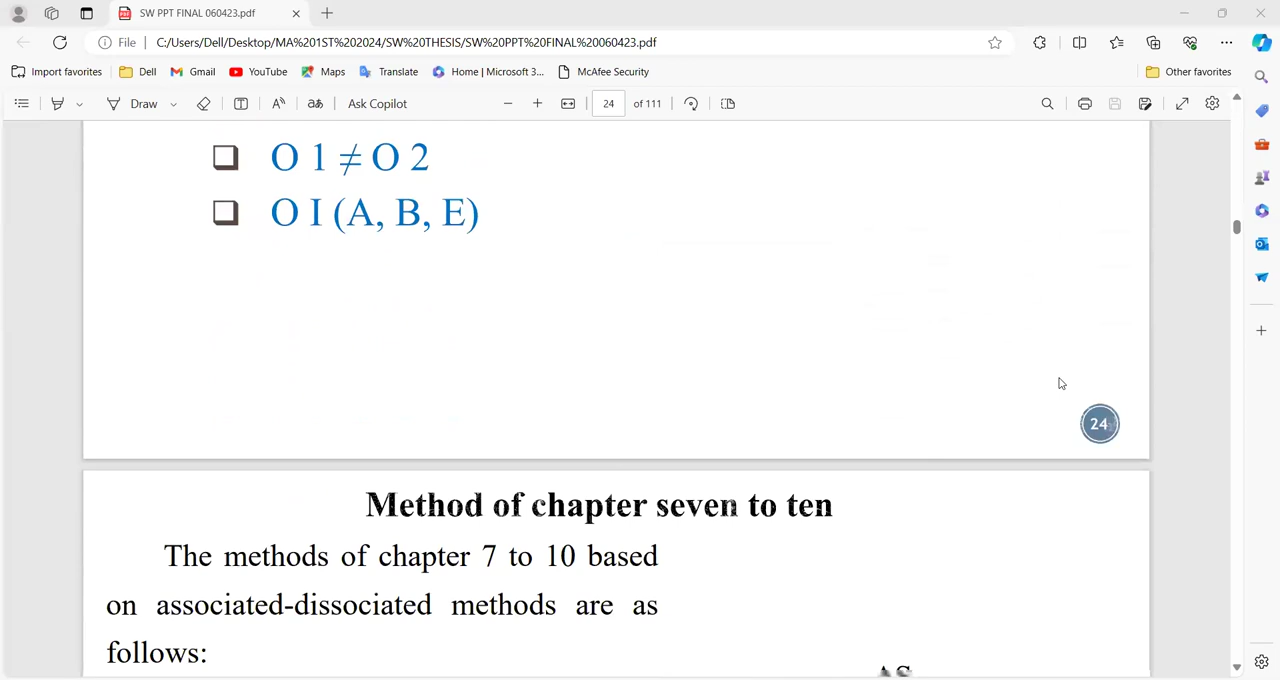 SW PPT FINAL 060423.pdf
File C:/Users/Dell/Desktop/MA%201ST%202024/SW%20THESIS/SW%20PPT%20FINAL%20060423.pdf
Import favorites Dell Gmail YouTube Maps Translate Home | Microsoft 3... McAfee Security Other favorites
Draw Ask Copilot 24 of 111
O 1 ≠ O 2
O I (A, B, E)
24
Method of chapter seven to ten
The methods of chapter 7 to 10 based
on associated-dissociated methods are as
follows:
AS